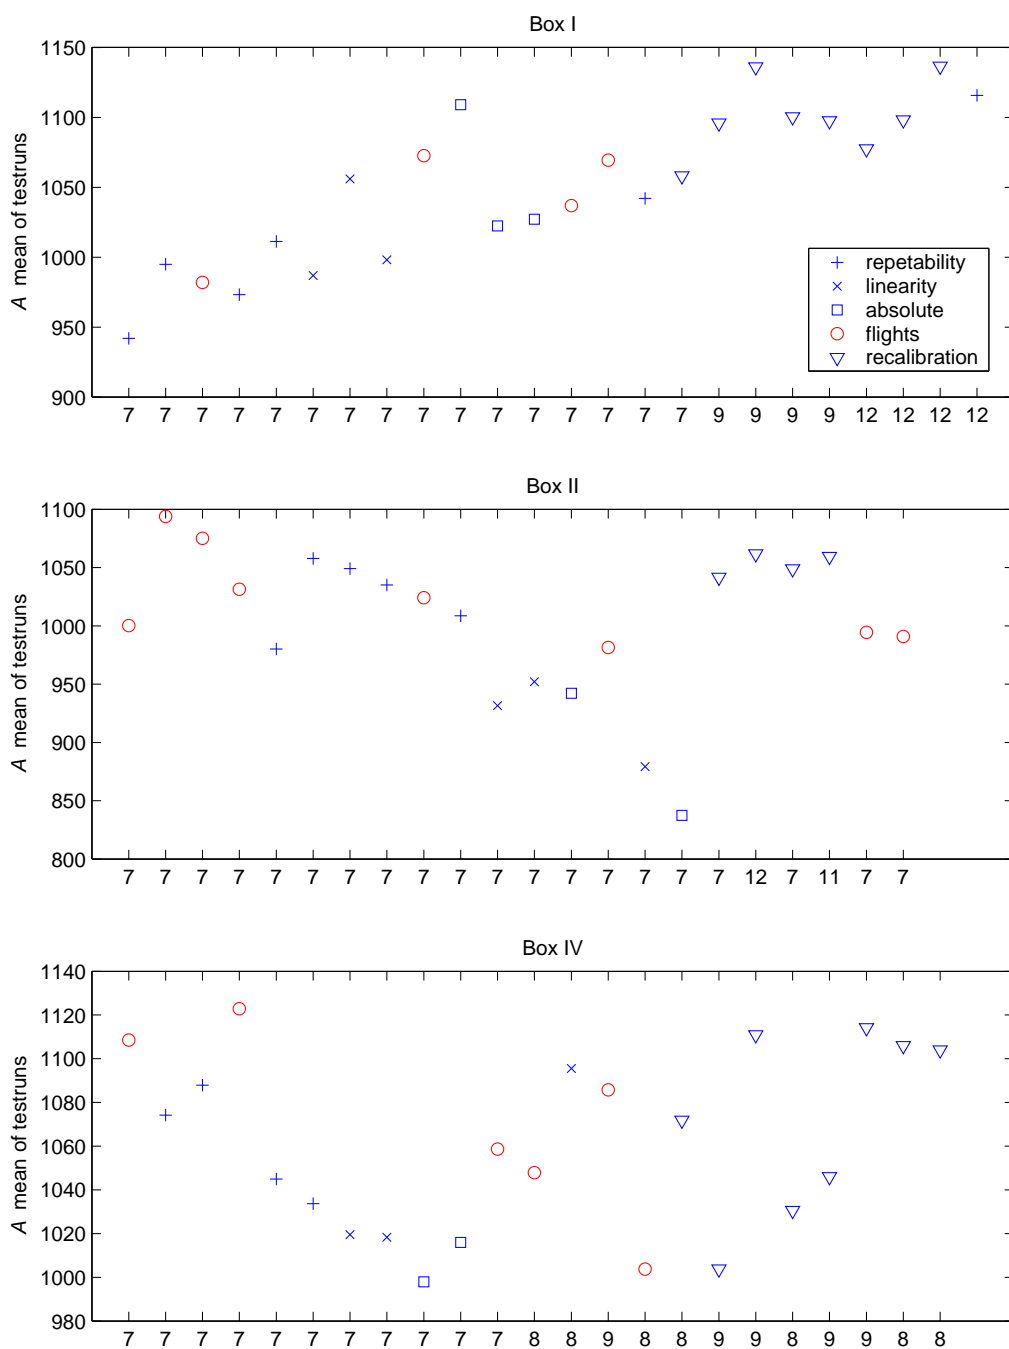 Box I
1150
1100
1050
1000
950
900
A mean of testruns
repetability
linearity
absolute
flights
recalibration
7 7 7 7 7 7 7 7 7 7 7 7 7 7 7 7 9 9 9 9 12 12 12 12
Box II
1100
1050
1000
950
900
850
800
A mean of testruns
7 7 7 7 7 7 7 7 7 7 7 7 7 7 7 7 7 12 7 11 7 7
Box IV
1140
1120
1100
1080
1060
1040
1020
1000
980
A mean of testruns
7 7 7 7 7 7 7 7 7 7 7 8 8 9 8 8 9 9 8 9 9 8 8